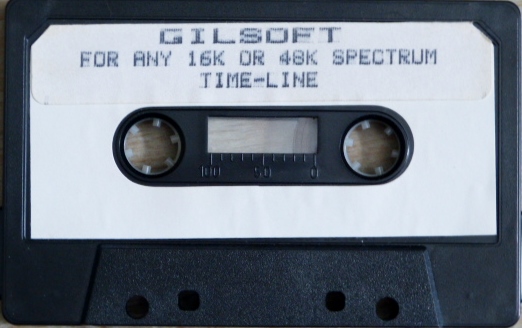 GILSOFT
FOR ANY 16K OR 48K SPECTRUM
TIME-LINE
100 50 0